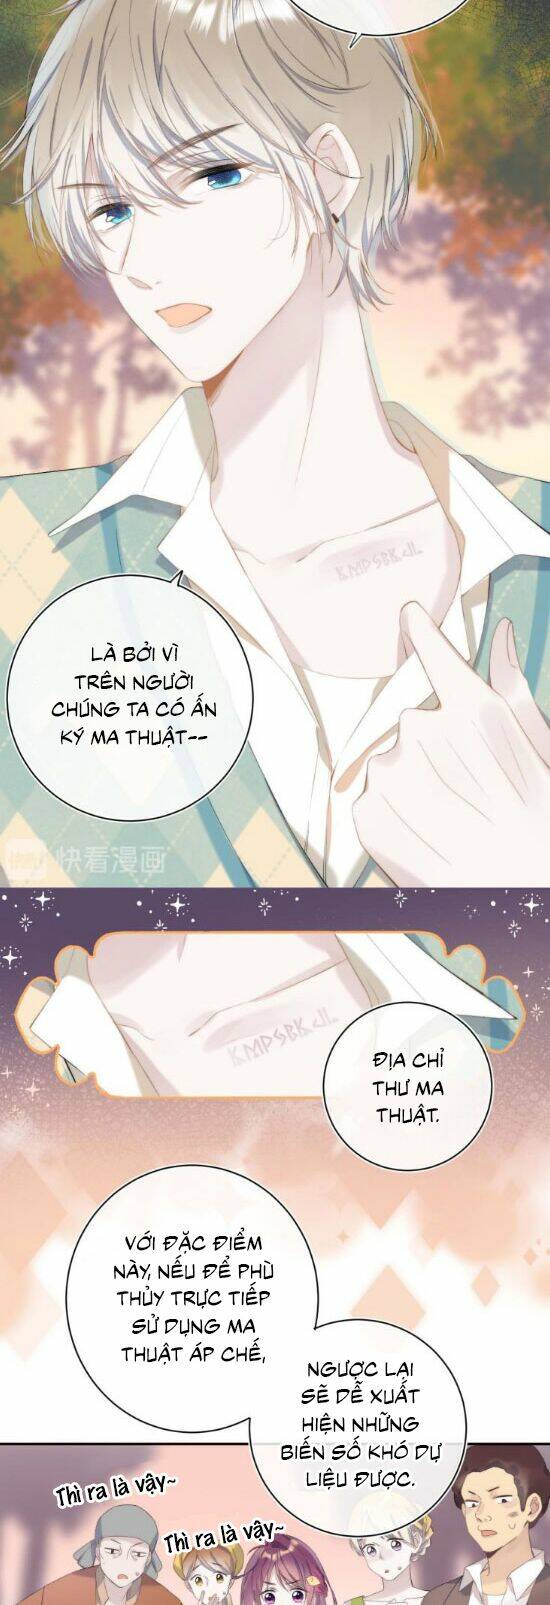 KMPSBK
LÀ BỞI VÌ
TRÊN NGƯỜI
CHÚNG TA CÓ ẤN
KÝ MA THUẬT--
快看漫画
KMPSBK
ĐỊA CHỈ
THƯ MA
THUẬT.
VỚI ĐẶC ĐIỂM
NÀY, NẾU ĐỂ PHÙ
THỦY TRỰC TIẾP
SỬ DỤNG MA
THUẬT ÁP CHẾ,
NGƯỢC LẠI
SẼ DỄ XUẤT
HIỆN NHỮNG
BIẾN SỐ KHÓ DỰ
LIỆU ĐƯỢC.
Thì ra là vậy~
Thì ra là vậy~